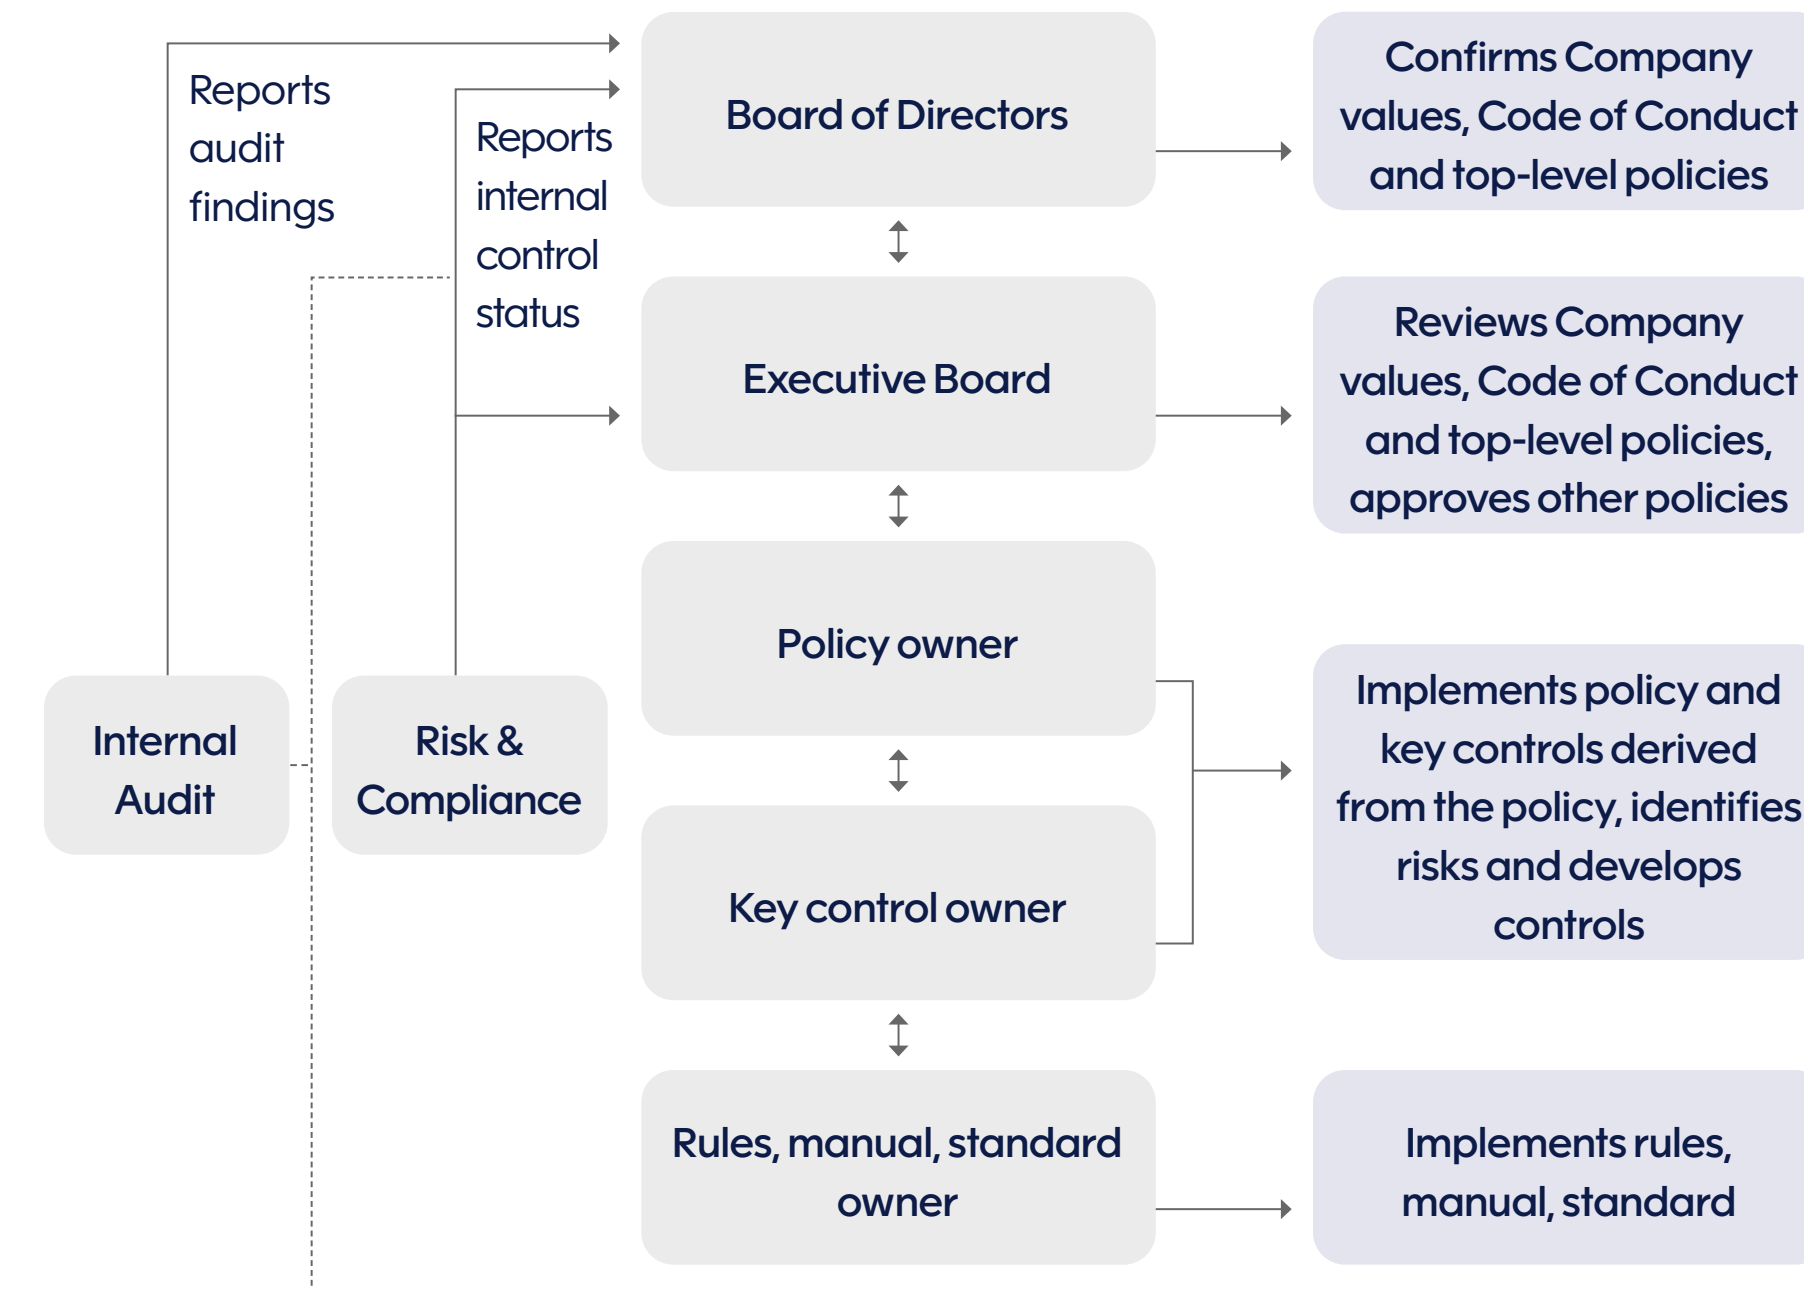 Reports
audit
findings
Reports
internal
control
status
Board of Directors
Confirms Company
values, Code of Conduct
and top-level policies
Executive Board
Reviews Company
values, Code of Conduct
and top-level policies,
approves other policies
Policy owner
Internal
Audit
Risk &
Compliance
Key control owner
Implements policy and
key controls derived
from the policy, identifies
risks and develops
controls
Rules, manual, standard
owner
Implements rules,
manual, standard